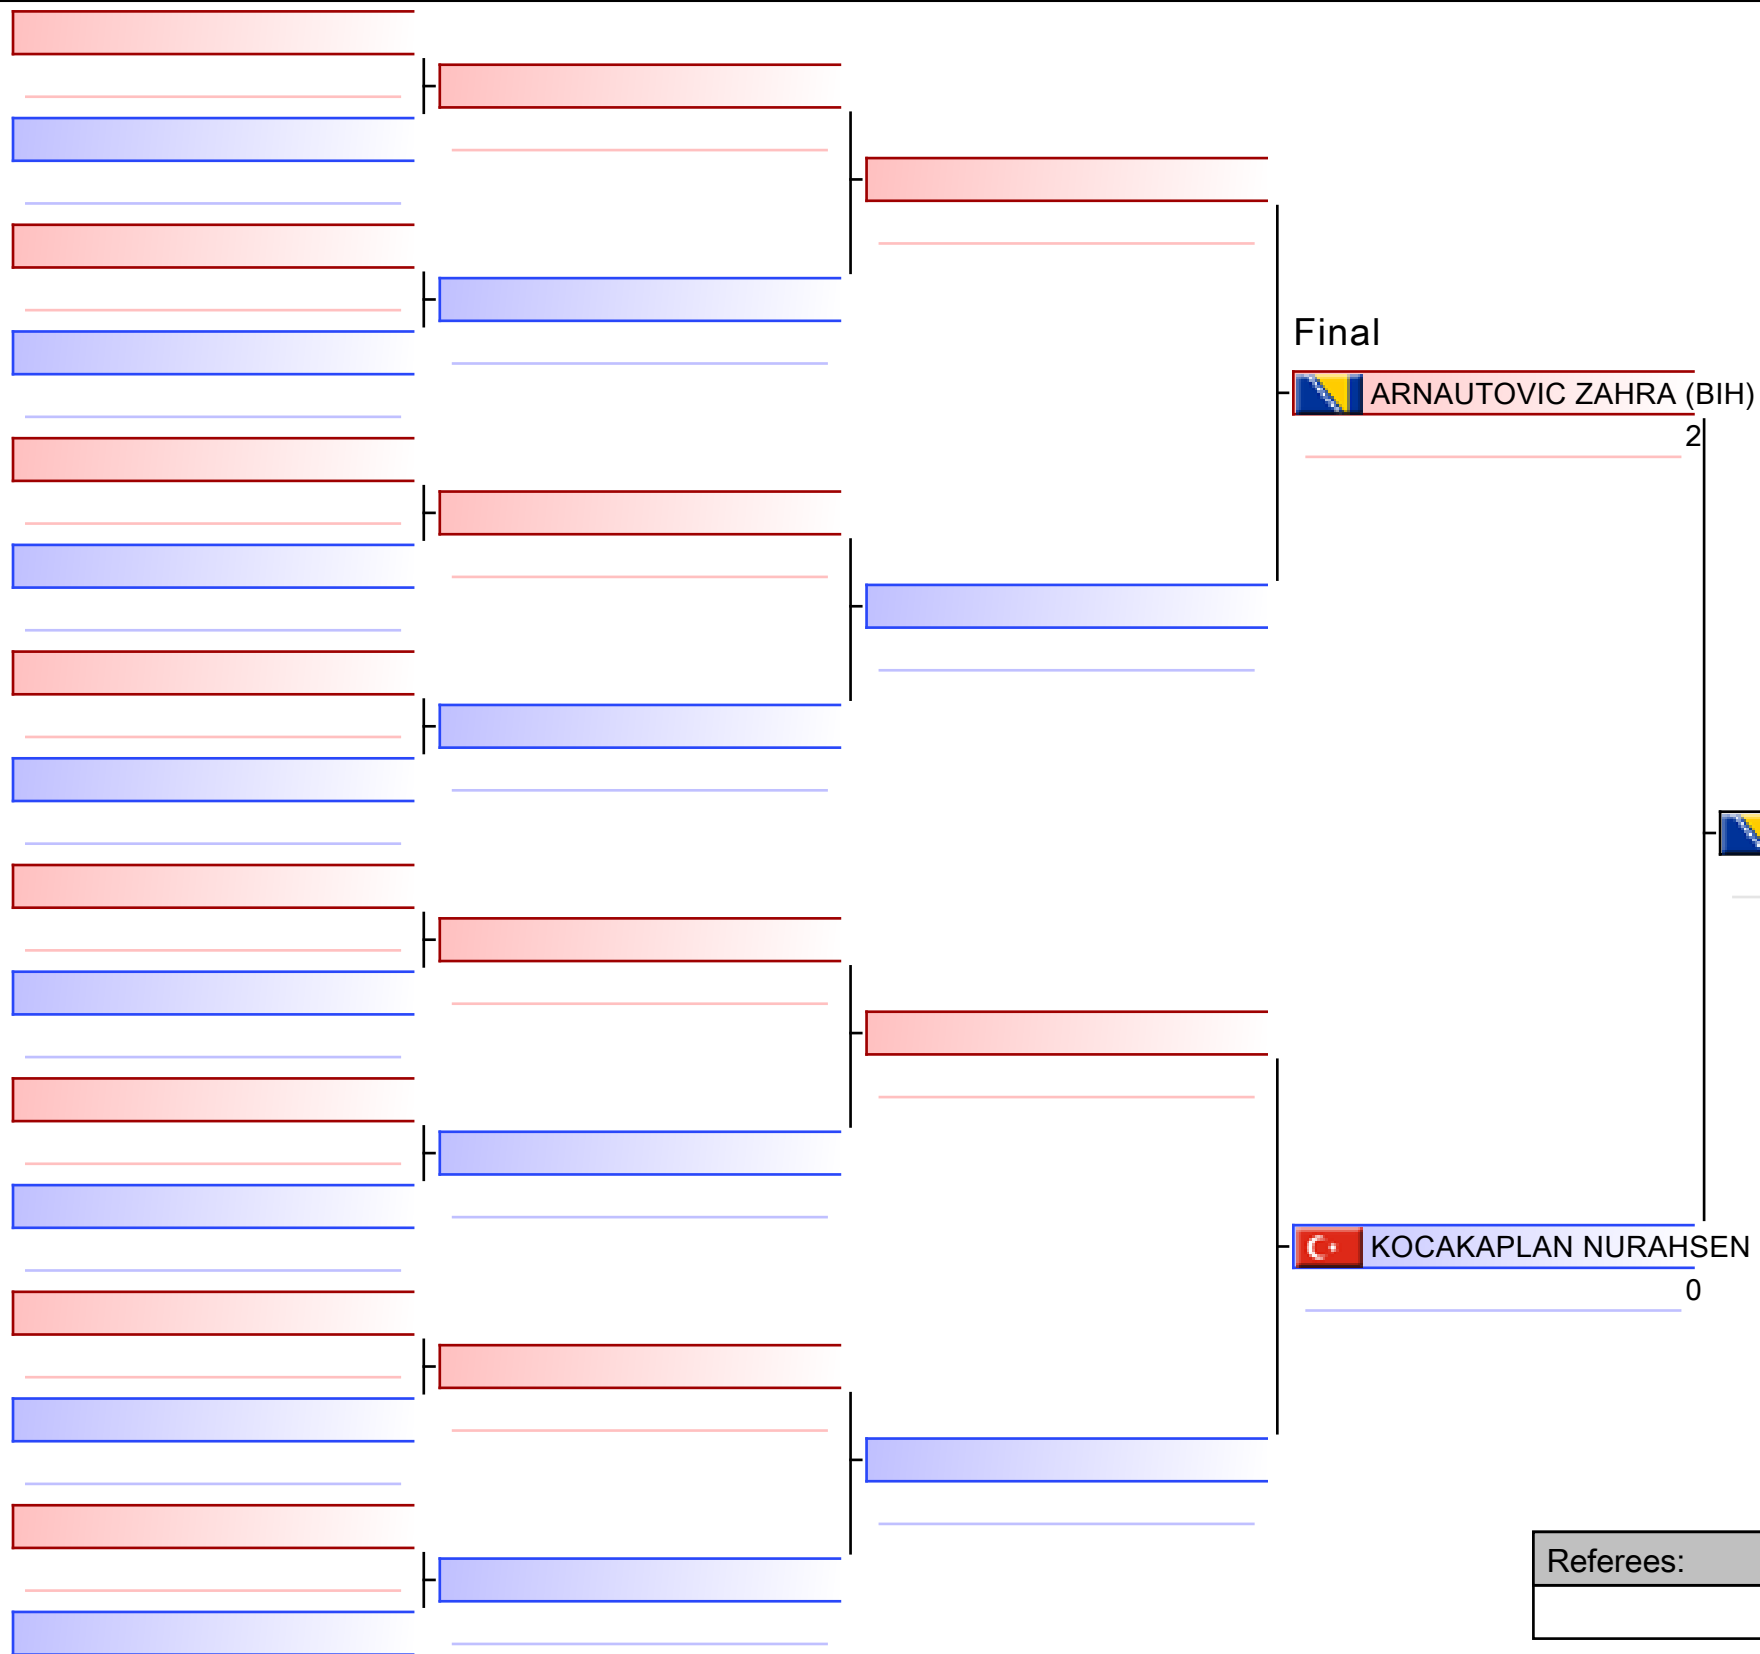 Final
ARNAUTOVIC ZAHRA (BIH)
2
KOCAKAPLAN NURAHSEN
0
Referees: